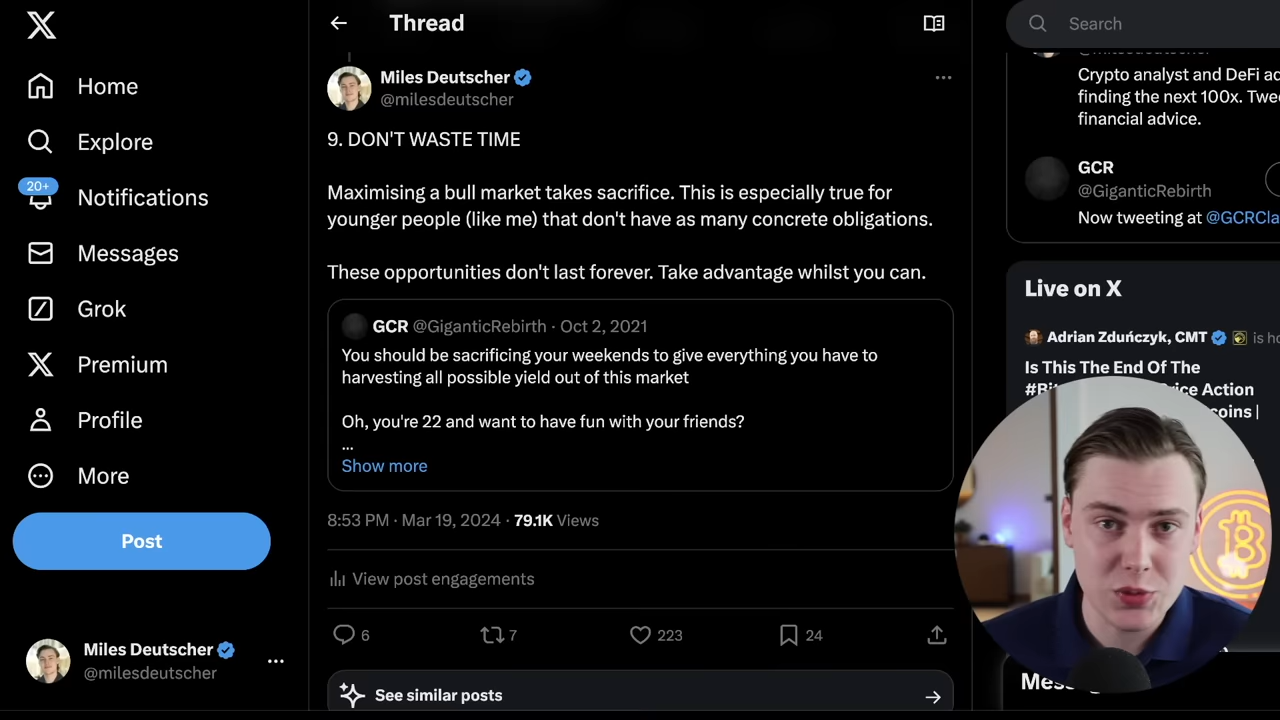 Home
Explore
20+
Notifications
Messages
Grok
Premium
Profile
More
Post
Miles Deutscher
@milesdeutscher
Thread
Miles Deutscher
@milesdeutscher
9. DON'T WASTE TIME
Maximising a bull market takes sacrifice. This is especially true for
younger people (like me) that don't have as many concrete obligations.
These opportunities don't last forever. Take advantage whilst you can.
GCR @GiganticRebirth · Oct 2, 2021
You should be sacrificing your weekends to give everything you have to
harvesting all possible yield out of this market
Oh, you're 22 and want to have fun with your friends?
...
Show more
8:53 PM · Mar 19, 2024 · 79.1K Views
View post engagements
6
7
223
24
See similar posts
Search
Crypto analyst and DeFi
finding the next 100x.
financial advice.
GCR
@GiganticRebirth
Now tweeting at @GCRCla
Live on X
Adrian Zduńczyk, CMT is
Is This The End Of The
Action